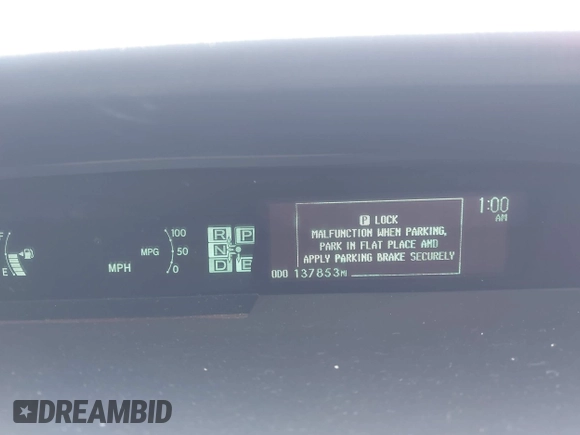 F
E
MPH
100
MPG 50
0
R P
N
D E
P LOCK
MALFUNCTION WHEN PARKING,
PARK IN FLAT PLACE AND
APPLY PARKING BRAKE SECURELY
ODO 137853 MI
1:00
AM
DREAMBID